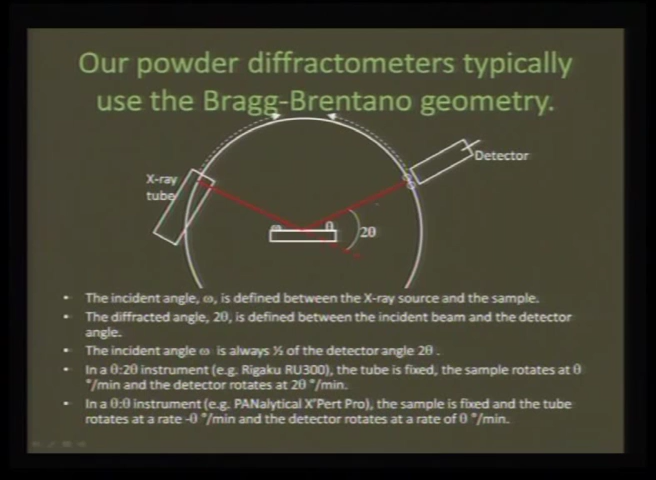 Our powder diffractometers typically
use the Bragg-Brentano geometry.
X-ray
tube
Detector
ω
θ
2θ
• The incident angle, ω, is defined between the X-ray source and the sample.
• The diffracted angle, 2θ, is defined between the incident beam and the detector
angle.
• The incident angle ω is always ½ of the detector angle 2θ .
• In a θ:2θ instrument (e.g. Rigaku RU300), the tube is fixed, the sample rotates at θ
°/min and the detector rotates at 2θ °/min.
• In a θ:θ instrument (e.g. PANalytical X'Pert Pro), the sample is fixed and the tube
rotates at a rate -θ °/min and the detector rotates at a rate of θ °/min.